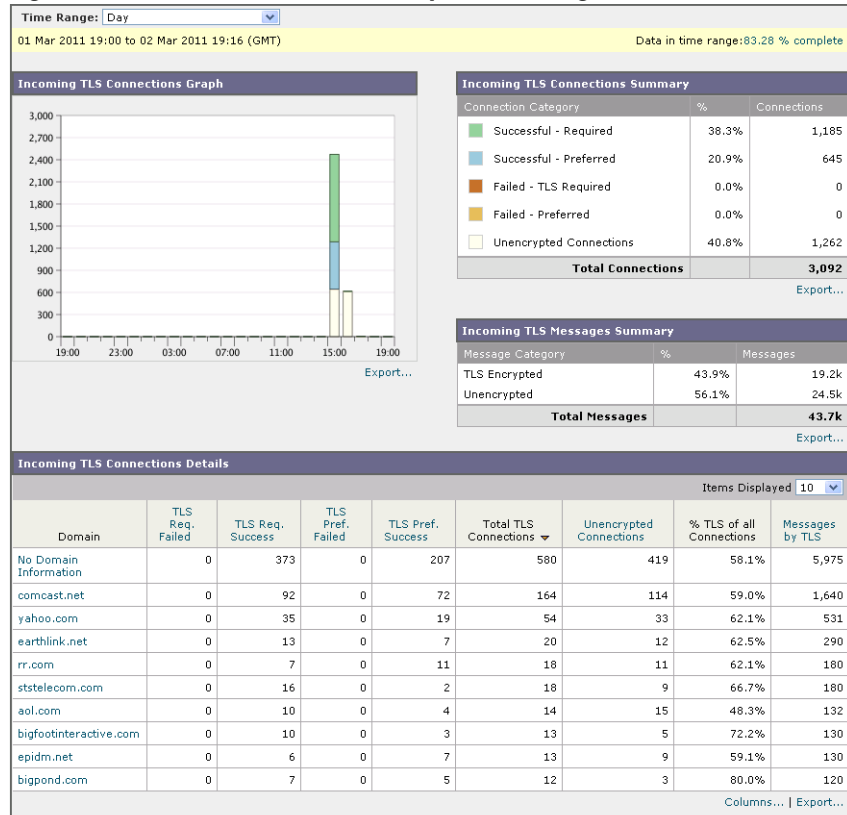 Time Range: Day
01 Mar 2011 19:00 to 02 Mar 2011 19:16 (GMT) Data in time range:83.28 % complete
Incoming TLS Connections Graph
3,000
2,700
2,400
2,100
1,800
1,500
1,200
900
600
300
0
19:00 23:00 03:00 07:00 11:00 15:00 19:00
Export...
Incoming TLS Connections Summary
Connection Category % Connections
Successful - Required 38.3% 1,185
Successful - Preferred 20.9% 645
Failed - TLS Required 0.0% 0
Failed - Preferred 0.0% 0
Unencrypted Connections 40.8% 1,262
Total Connections 3,092
Export...
Incoming TLS Messages Summary
Message Category % Messages
TLS Encrypted 43.9% 19.2k
Unencrypted 56.1% 24.5k
Total Messages 43.7k
Export...
Incoming TLS Connections Details
Items Displayed 10
Domain TLS Req. Failed TLS Req. Success TLS Pref. Failed TLS Pref. Success Total TLS Connections Unencrypted Connections % TLS of all Connections Messages by TLS
No Domain Information 0 373 0 207 580 419 58.1% 5,975
comcast.net 0 92 0 72 164 114 59.0% 1,640
yahoo.com 0 35 0 19 54 33 62.1% 531
earthlink.net 0 13 0 7 20 12 62.5% 290
rr.com 0 7 0 11 18 11 62.1% 180
ststelecom.com 0 16 0 2 18 9 66.7% 180
aol.com 0 10 0 4 14 15 48.3% 132
bigfootinteractive.com 0 10 0 3 13 5 72.2% 130
epidm.net 0 6 0 7 13 9 59.1% 130
bigpond.com 0 7 0 5 12 3 80.0% 120
Columns... | Export...